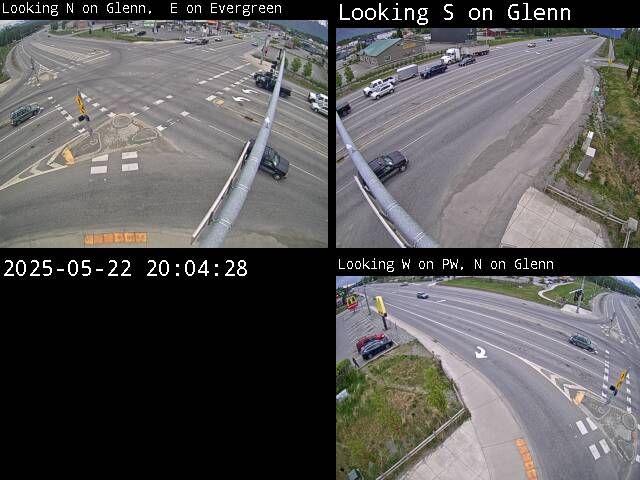 Looking N on Glenn,  E on Evergreen
Looking S on Glenn
2025-05-22 20:04:28
Looking W on PW, N on Glenn